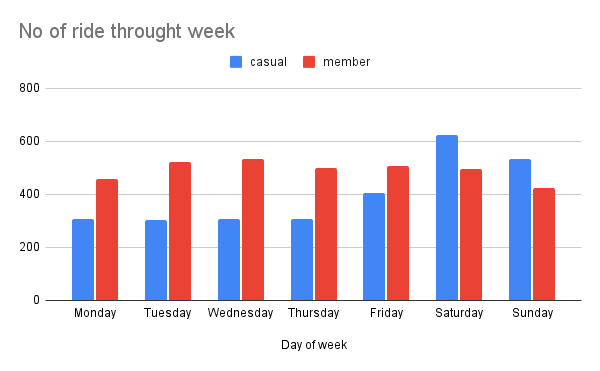 No of ride throught week
casual member
800
600
400
200
0
Monday Tuesday Wednesday Thursday Friday Saturday Sunday
Day of week